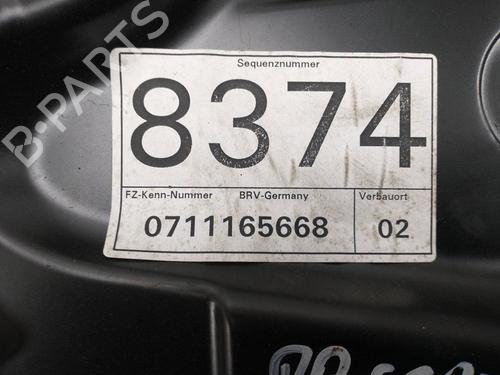 B-PARTS
Sequenznummer
8374
FZ-Kenn-Nummer BRV-Germany Verbauort
0711165668 02